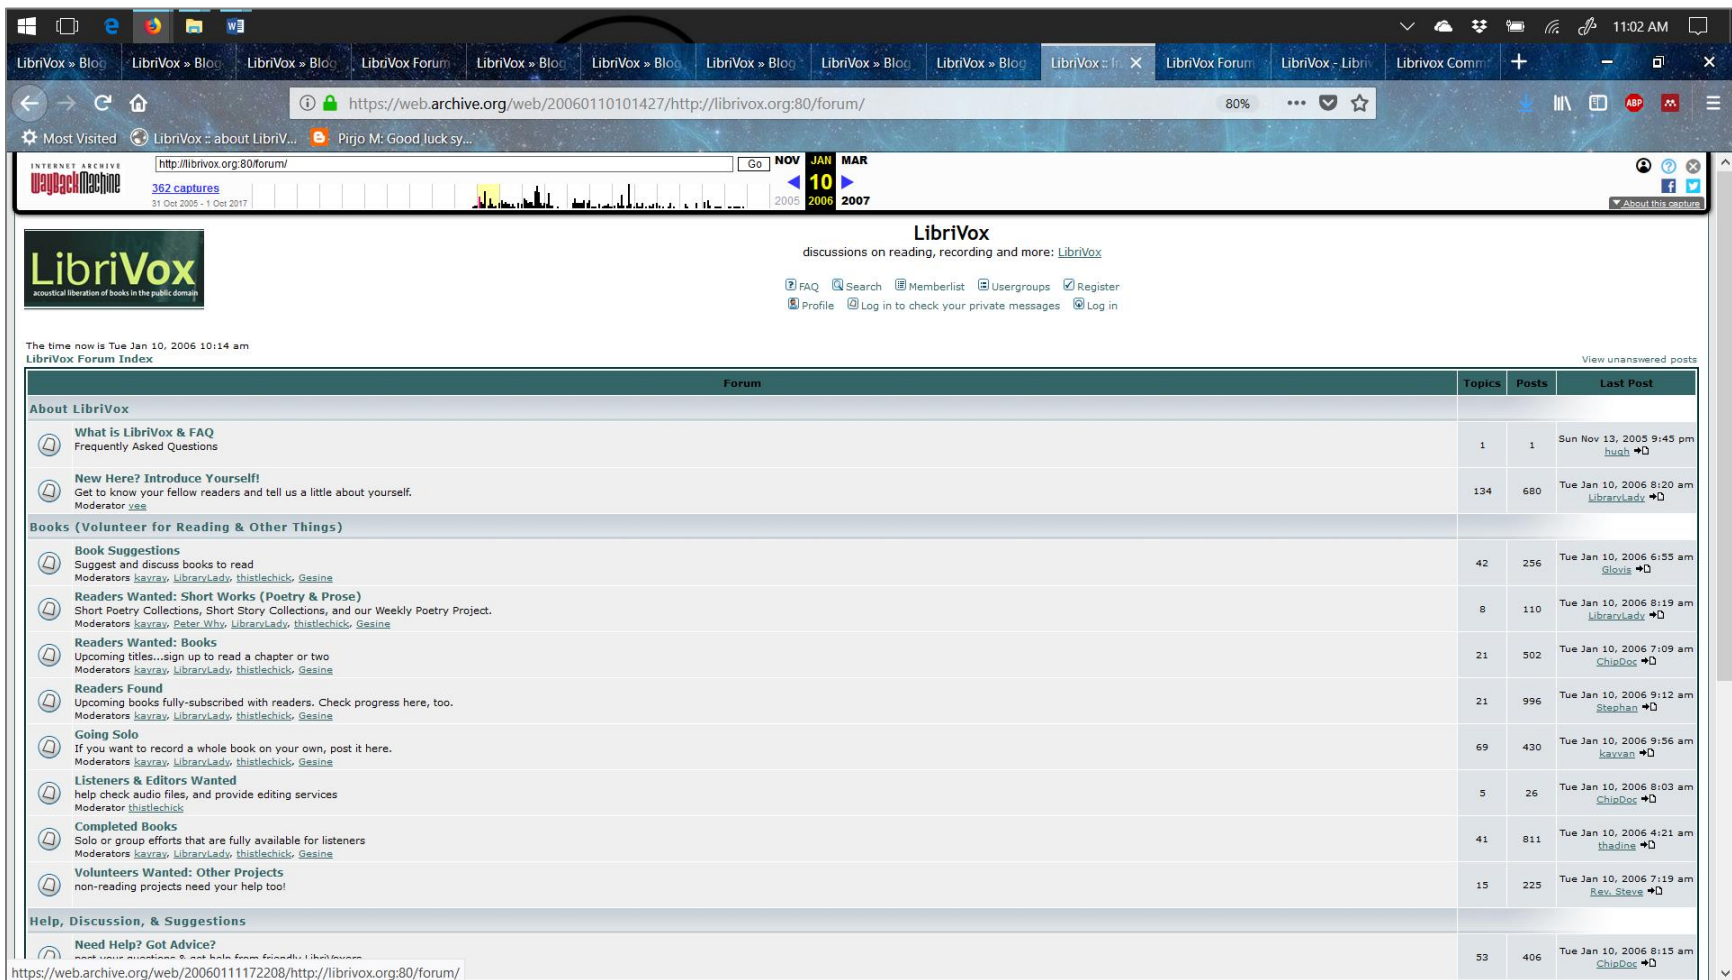 11:02 AM
LibriVox » Blog
LibriVox » Blog
LibriVox » Blog
LibriVox Forum
LibriVox » Blog
LibriVox » Blog
LibriVox » Blog
LibriVox » Blog
LibriVox » Blog
LibriVox :: In
LibriVox Forum
LibriVox - Libriv
Librivox Comm
https://web.archive.org/web/20060110101427/http://librivox.org:80/forum/
80%
ABP
Most Visited
LibriVox :: about LibriV...
Pirjo M: Good luck sy...
INTERNET ARCHIVE
WayBackMachine
http://librivox.org:80/forum/
Go
NOV JAN MAR
362 captures
10
31 Oct 2005 - 1 Oct 2017
2005 2006 2007
About this capture
LibriVox
acoustical liberation of books in the public domain
LibriVox
discussions on reading, recording and more: LibriVox
FAQ Search Memberlist Usergroups Register
Profile Log in to check your private messages Log in
The time now is Tue Jan 10, 2006 10:14 am
LibriVox Forum Index
View unanswered posts
Forum Topics Posts Last Post
About LibriVox
What is LibriVox & FAQ
Frequently Asked Questions
1 1 Sun Nov 13, 2005 9:45 pm
hugh
New Here? Introduce Yourself!
Get to know your fellow readers and tell us a little about yourself.
Moderator vee
134 680 Tue Jan 10, 2006 8:20 am
LibraryLady
Books (Volunteer for Reading & Other Things)
Book Suggestions
Suggest and discuss books to read
Moderators kayray, LibraryLady, thistlechick, Gesine
42 256 Tue Jan 10, 2006 6:55 am
Glovis
Readers Wanted: Short Works (Poetry & Prose)
Short Poetry Collections, Short Story Collections, and our Weekly Poetry Project.
Moderators kayray, Peter Why, LibraryLady, thistlechick, Gesine
8 110 Tue Jan 10, 2006 8:19 am
LibraryLady
Readers Wanted: Books
Upcoming titles...sign up to read a chapter or two
Moderators kayray, LibraryLady, thistlechick, Gesine
21 502 Tue Jan 10, 2006 7:09 am
ChipDoc
Readers Found
Upcoming books fully-subscribed with readers. Check progress here, too.
Moderators kayray, LibraryLady, thistlechick, Gesine
21 996 Tue Jan 10, 2006 9:12 am
Stephan
Going Solo
If you want to record a whole book on your own, post it here.
Moderators kayray, LibraryLady, thistlechick, Gesine
69 430 Tue Jan 10, 2006 9:56 am
kayvan
Listeners & Editors Wanted
help check audio files, and provide editing services
Moderator thistlechick
5 26 Tue Jan 10, 2006 8:03 am
ChipDoc
Completed Books
Solo or group efforts that are fully available for listeners
Moderators kayray, LibraryLady, thistlechick, Gesine
41 811 Tue Jan 10, 2006 4:21 am
thadine
Volunteers Wanted: Other Projects
non-reading projects need your help too!
15 225 Tue Jan 10, 2006 7:19 am
Rev. Steve
Help, Discussion, & Suggestions
Need Help? Got Advice?
post your questions & get help from friendly LibriVoxers
53 406 Tue Jan 10, 2006 8:15 am
ChipDoc
https://web.archive.org/web/20060111172208/http://librivox.org:80/forum/